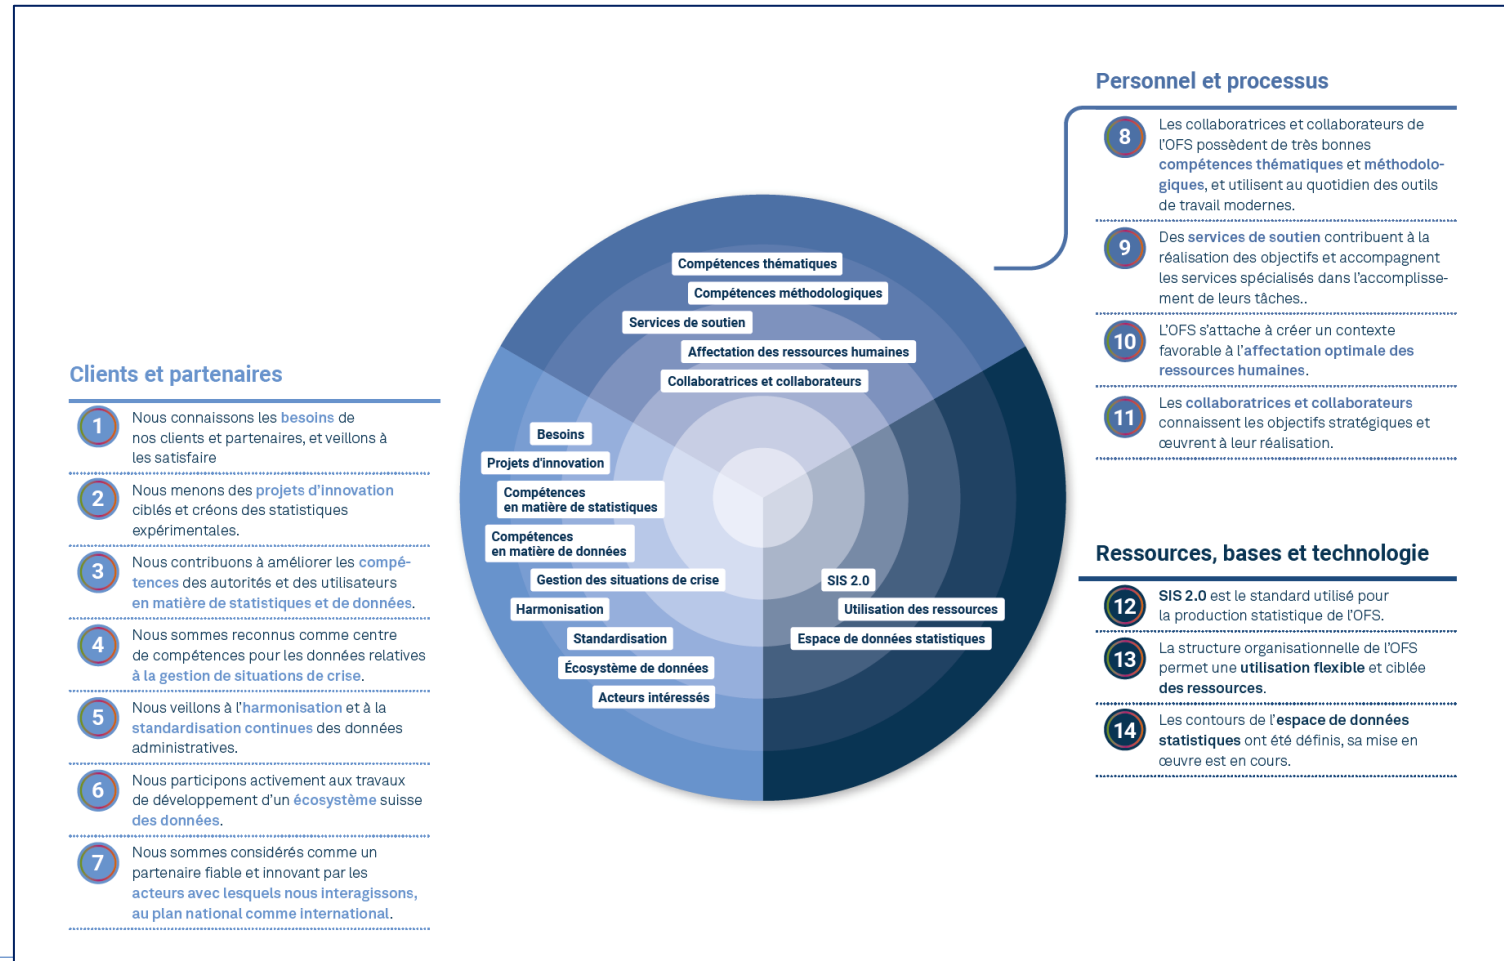 Personnel et processus
8
Les collaboratrices et collaborateurs de
l'OFS possèdent de très bonnes
compétences thématiques et méthodolo-
giques, et utilisent au quotidien des outils
de travail modernes.
9
Des services de soutien contribuent à la
réalisation des objectifs et accompagnent
les services spécialisés dans l'accomplisse-
ment de leurs tâches..
10
L'OFS s'attache à créer un contexte
favorable à l'affectation optimale des
ressources humaines.
11
Les collaboratrices et collaborateurs
connaissent les objectifs stratégiques et
œuvrent à leur réalisation.
Compétences thématiques
Compétences méthodologiques
Services de soutien
Affectation des ressources humaines
Collaboratrices et collaborateurs
Clients et partenaires
1
Nous connaissons les besoins de
nos clients et partenaires, et veillons à
les satisfaire
2
Nous menons des projets d'innovation
ciblés et créons des statistiques
expérimentales.
3
Nous contribuons à améliorer les compé-
tences des autorités et des utilisateurs
en matière de statistiques et de données.
4
Nous sommes reconnus comme centre
de compétences pour les données relatives
à la gestion de situations de crise.
5
Nous veillons à l'harmonisation et à la
standardisation continues des données
administratives.
6
Nous participons activement aux travaux
de développement d'un écosystème suisse
des données.
7
Nous sommes considérés comme un
partenaire fiable et innovant par les
acteurs avec lesquels nous interagissons,
au plan national comme international.
Besoins
Projets d'innovation
Compétences
en matière de statistiques
Compétences
en matière de données
Gestion des situations de crise
Harmonisation
Standardisation
Écosystème de données
Acteurs intéressés
SIS 2.0
Utilisation des ressources
Espace de données statistiques
Ressources, bases et technologie
12
SIS 2.0 est le standard utilisé pour
la production statistique de l'OFS.
13
La structure organisationnelle de l'OFS
permet une utilisation flexible et ciblée
des ressources.
14
Les contours de l'espace de données
statistiques ont été définis, sa mise en
œuvre est en cours.